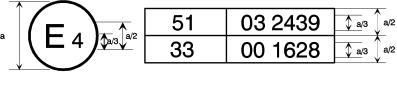 a E 4 a/3 a/2
51 03 2439 a/3 a/2
33 00 1628 a/3 a/2